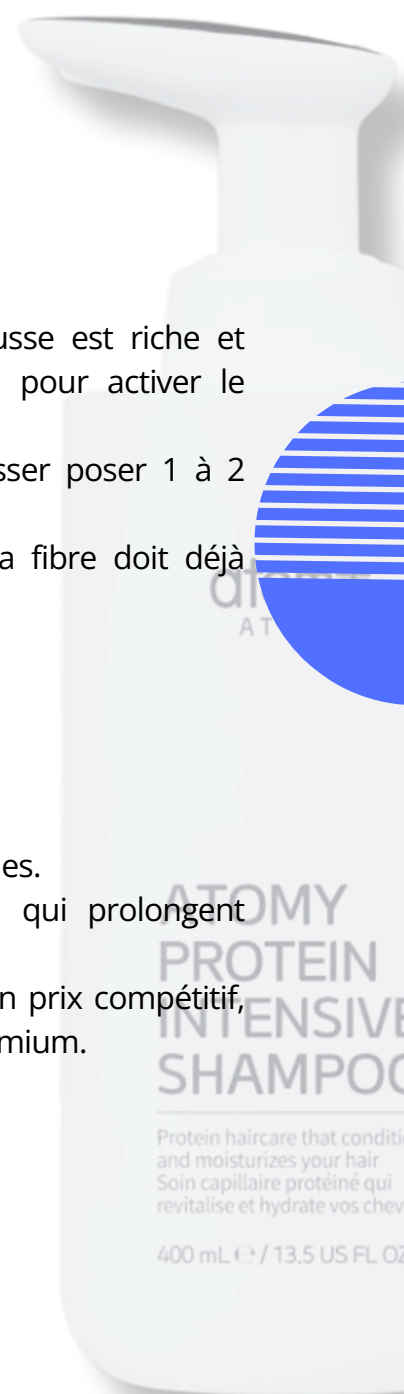 usse est riche et
pour activer le
sser poser 1 à 2
a fibre doit déjà
AT
es.
qui prolongent
n prix compétitif,
mium.
ATOMY
PROTEIN
INTENSIVE
SHAMPOO
Protein haircare that conditi
and moisturizes your hair
Soin capillaire protéiné qui
revitalise et hydrate vos chev
400 mL ℮ / 13,5 US FL OZ